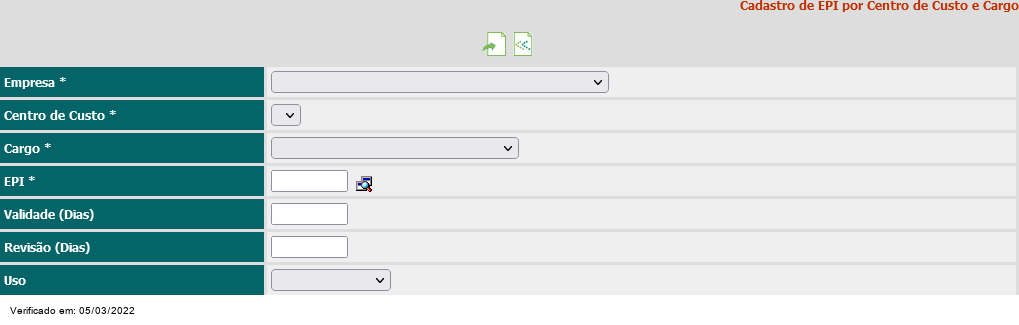 Cadastro de EPI por Centro de Custo e Cargo
Empresa *
Centro de Custo *
Cargo *
EPI *
Validade (Dias)
Revisão (Dias)
Uso
Verificado em: 05/03/2022